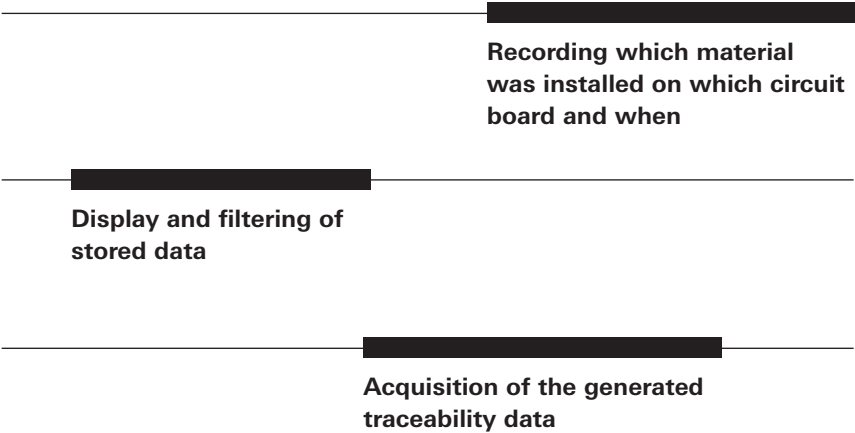 Recording which material
was installed on which circuit
board and when
Display and filtering of
stored data
Acquisition of the generated
traceability data